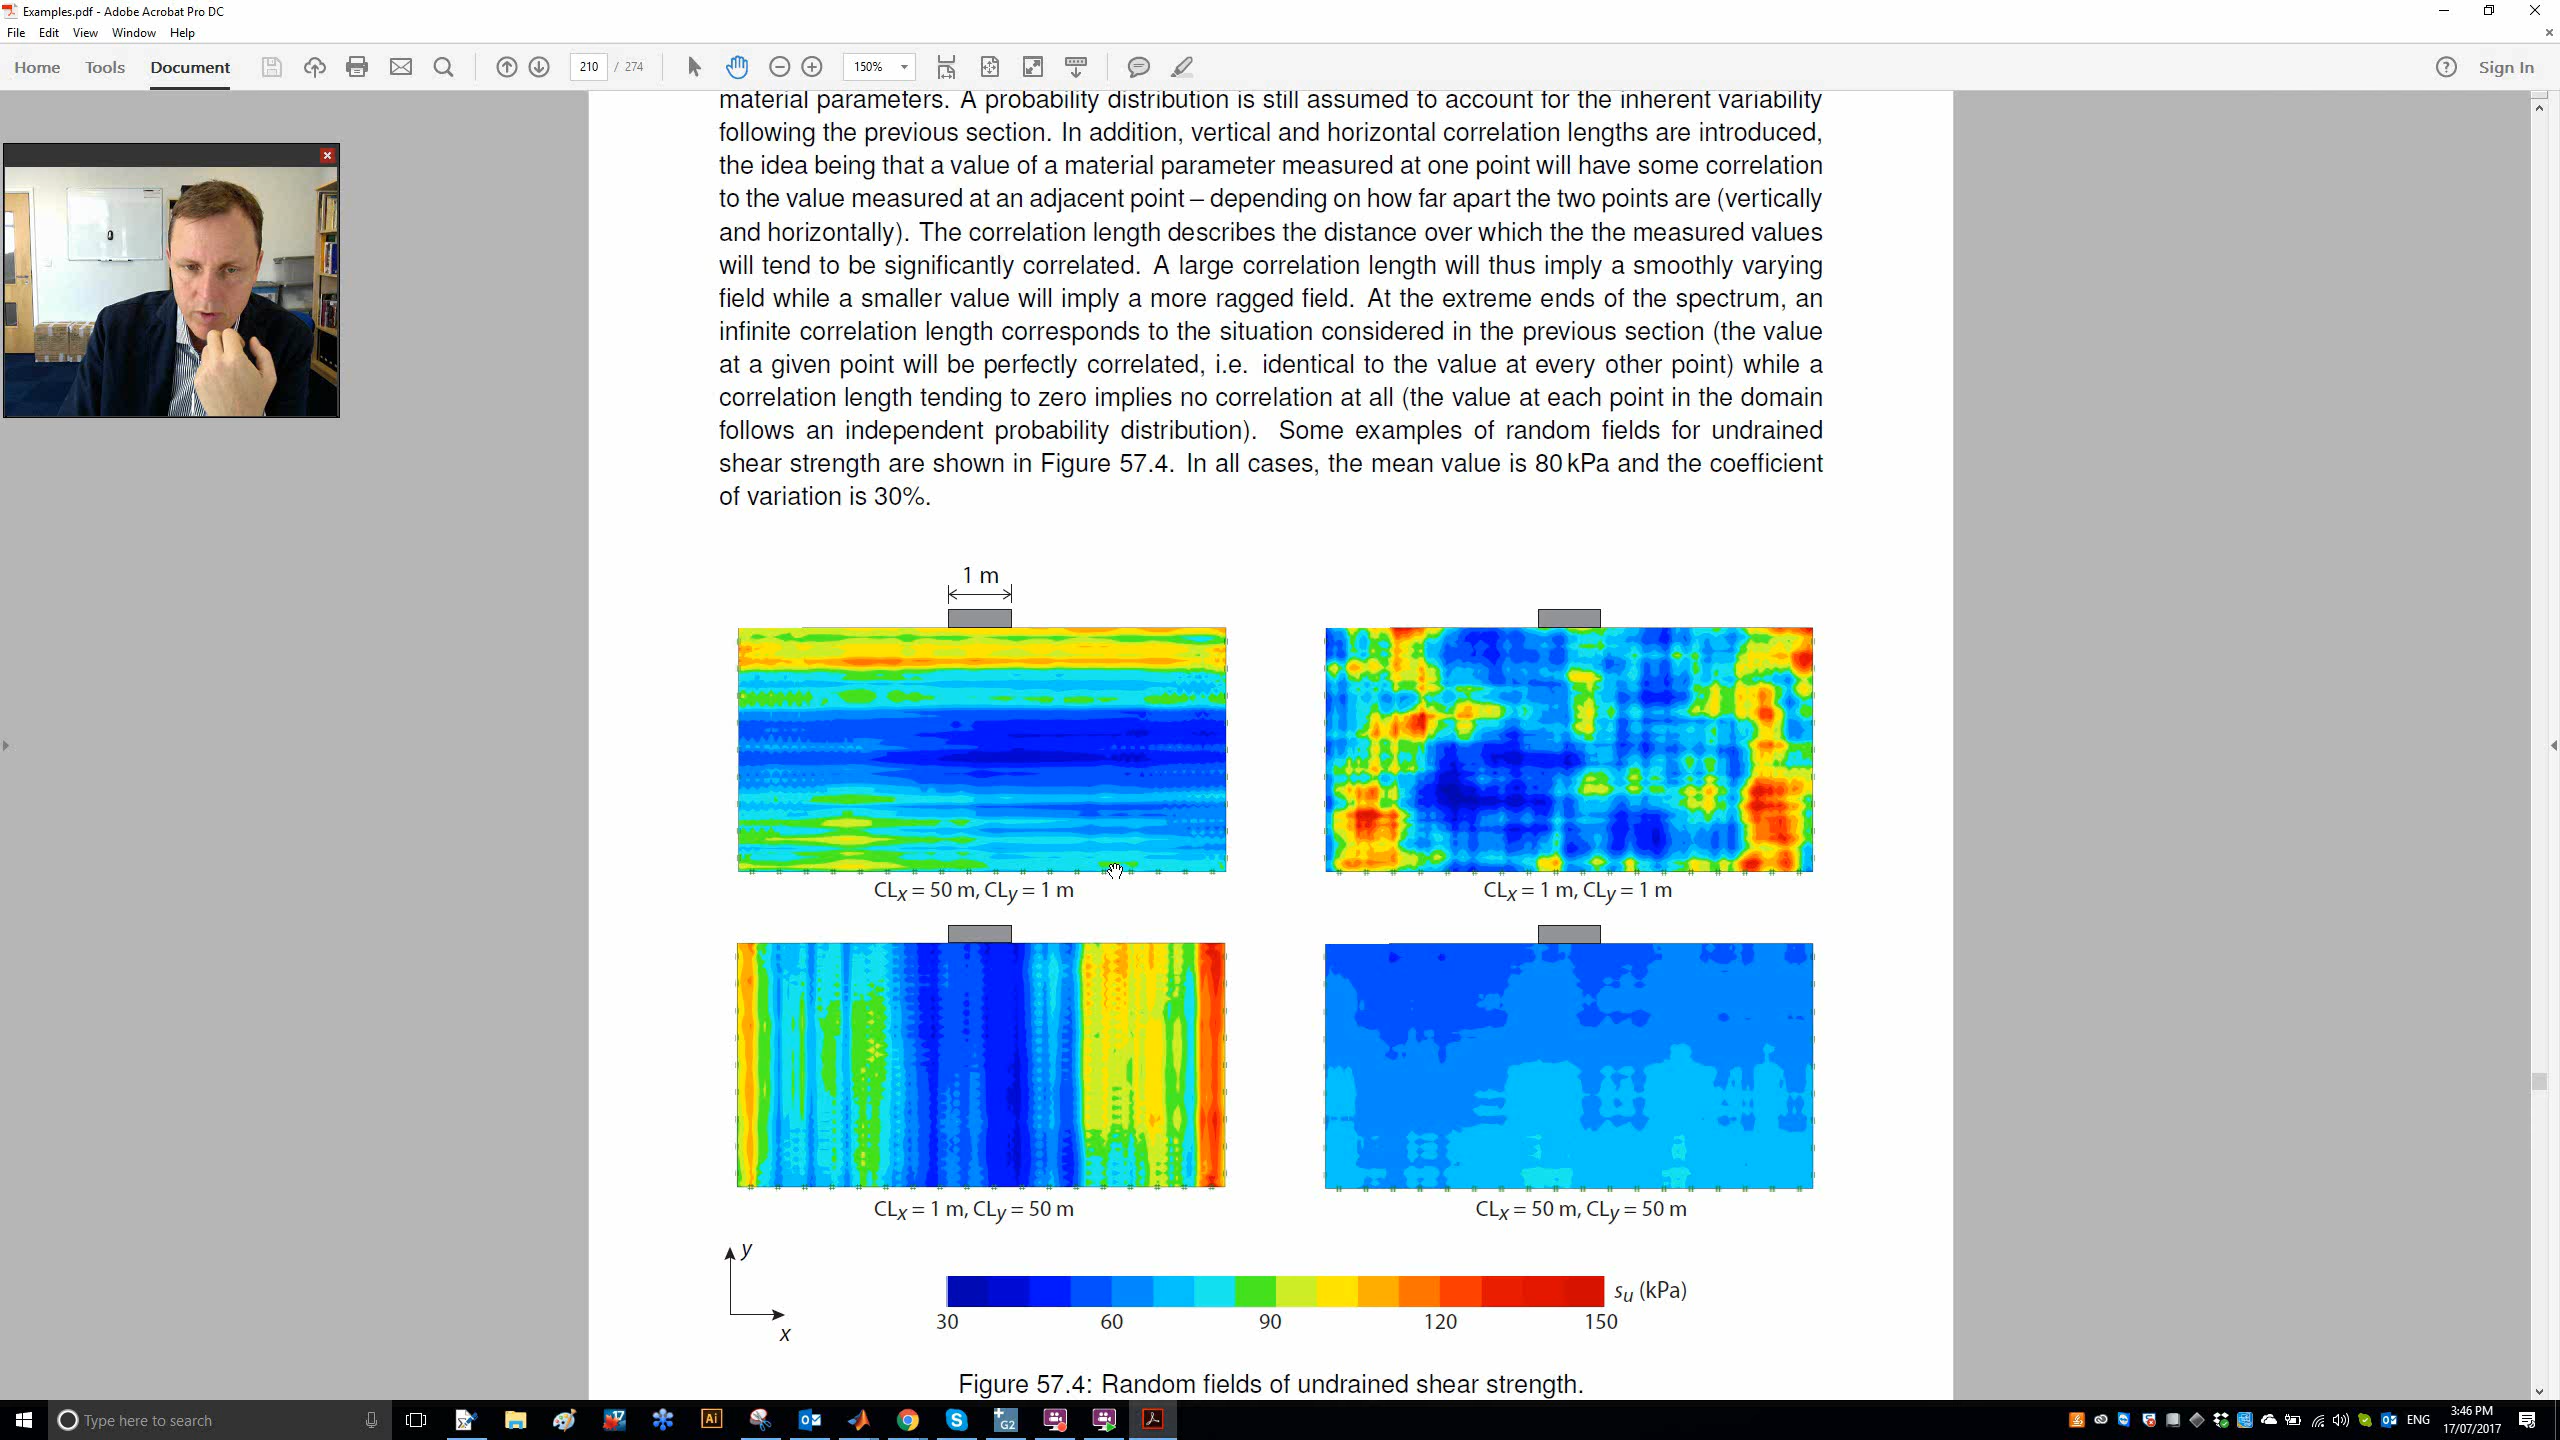 Examples.pdf - Adobe Acrobat Pro DC
File Edit View Window Help
Home Tools Document 210 / 274 150% Sign In
material parameters. A probability distribution is still assumed to account for the inherent variability
following the previous section. In addition, vertical and horizontal correlation lengths are introduced,
the idea being that a value of a material parameter measured at one point will have some correlation
to the value measured at an adjacent point – depending on how far apart the two points are (vertically
and horizontally). The correlation length describes the distance over which the the measured values
will tend to be significantly correlated. A large correlation length will thus imply a smoothly varying
field while a smaller value will imply a more ragged field. At the extreme ends of the spectrum, an
infinite correlation length corresponds to the situation considered in the previous section (the value
at a given point will be perfectly correlated, i.e. identical to the value at every other point) while a
correlation length tending to zero implies no correlation at all (the value at each point in the domain
follows an independent probability distribution). Some examples of random fields for undrained
shear strength are shown in Figure 57.4. In all cases, the mean value is 80 kPa and the coefficient
of variation is 30%.
1 m
CLx = 50 m, CLy = 1 m
CLx = 1 m, CLy = 1 m
CLx = 1 m, CLy = 50 m
CLx = 50 m, CLy = 50 m
y
x
su (kPa)
30 60 90 120 150
Figure 57.4: Random fields of undrained shear strength.
Type here to search
17
Ai
G2
ENG
3:46 PM
17/07/2017